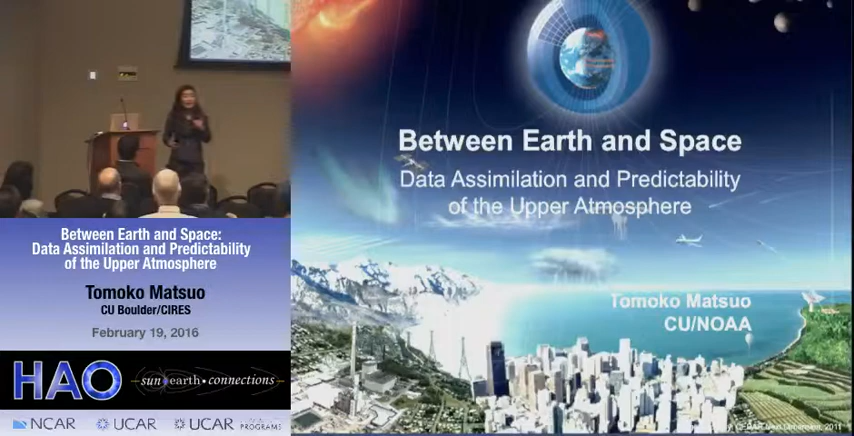 Between Earth and Space:
Data Assimilation and Predictability
of the Upper Atmosphere
Tomoko Matsuo
CU Boulder/CIRES
February 19, 2016
HAO
sun•earth•connections
NCAR
UCAR
UCAR
PROGRAMS
Between Earth and Space
Data Assimilation and Predictability
of the Upper Atmosphere
Tomoko Matsuo
CU/NOAA
2011